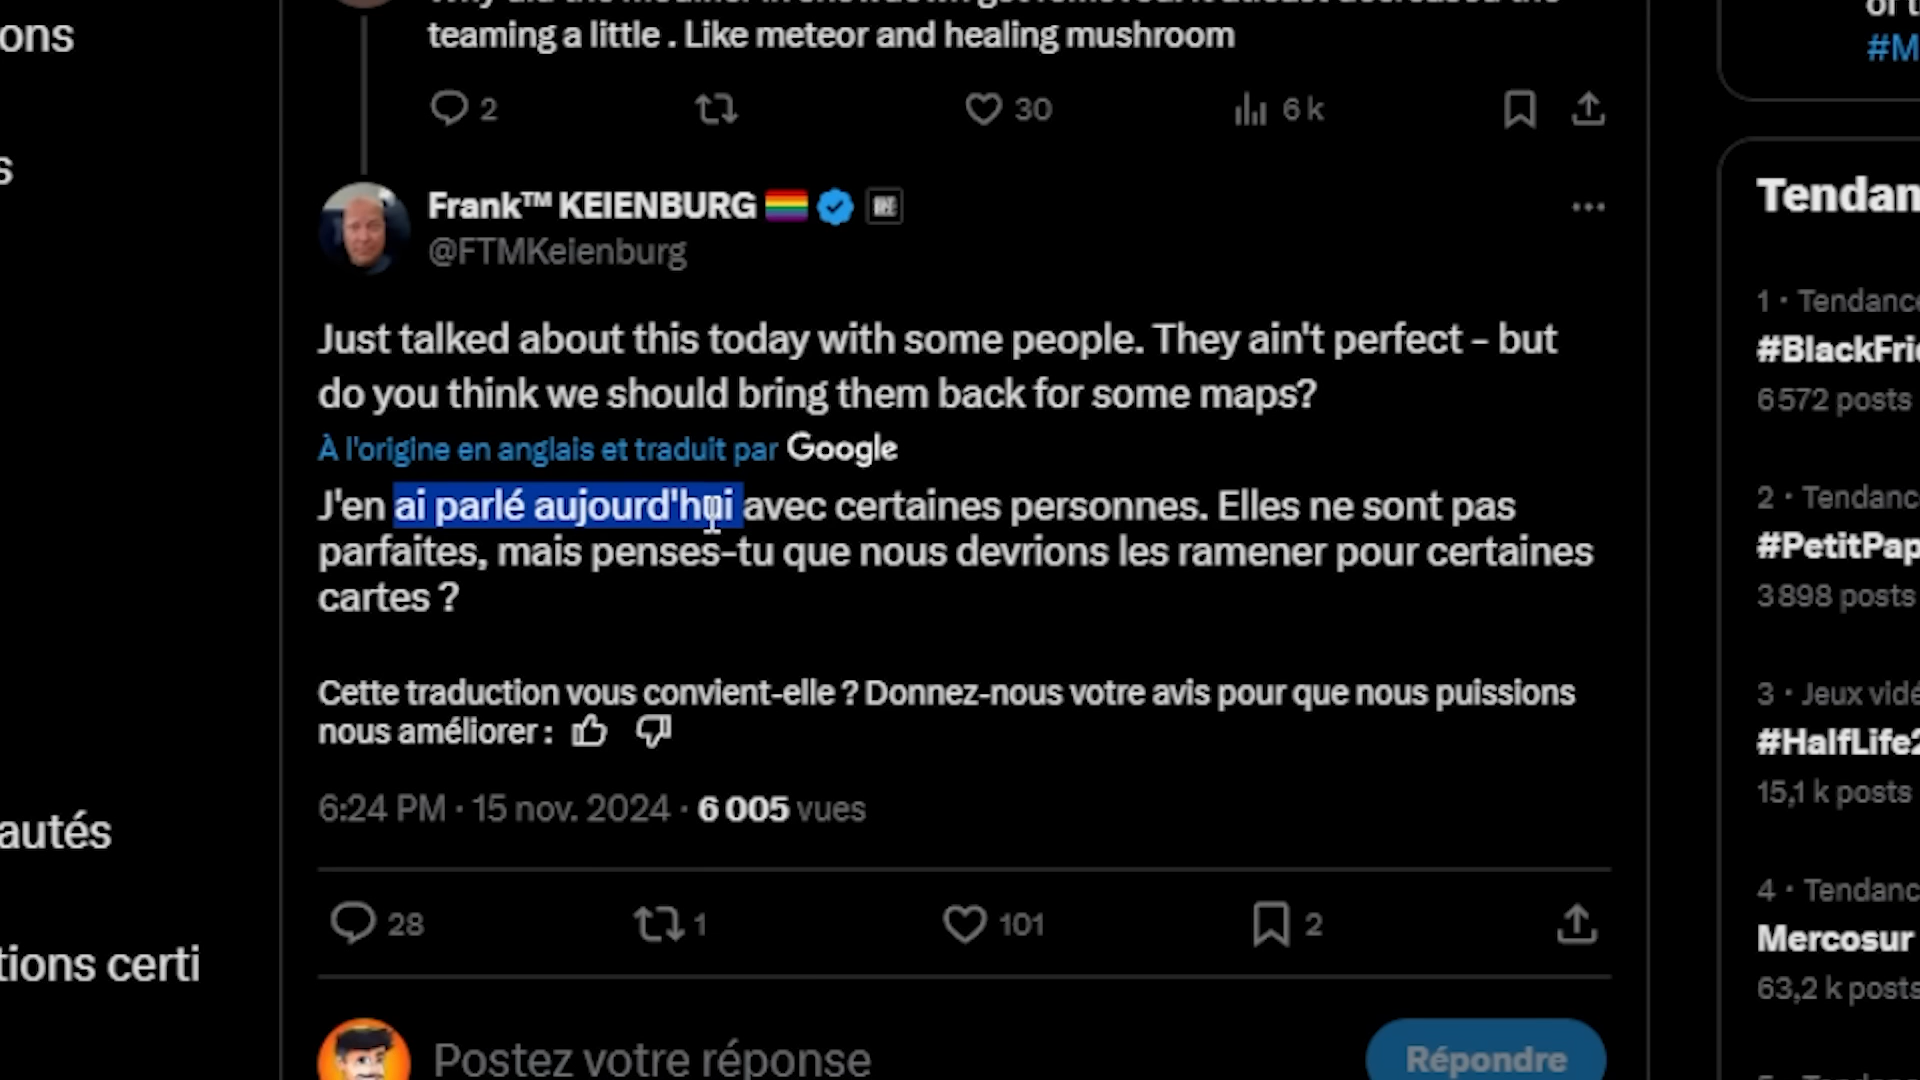 ons
s
autés
tions certi
teaming a little . Like meteor and healing mushroom
2 30 6 k
Frank™ KEIENBURG
@FTMKeienburg
Just talked about this today with some people. They ain't perfect - but
do you think we should bring them back for some maps?
À l'origine en anglais et traduit par Google
J'en ai parlé aujourd'hui avec certaines personnes. Elles ne sont pas
parfaites, mais penses-tu que nous devrions les ramener pour certaines
cartes ?
Cette traduction vous convient-elle ? Donnez-nous votre avis pour que nous puissions
nous améliorer :
6:24 PM · 15 nov. 2024 · 6 005 vues
28 1 101 2
Postez votre réponse
Répondre
#M
Tendan
1 · Tendance
#BlackFri
6 572 posts
2 · Tendanc
#PetitPap
3 898 posts
3 · Jeux vidé
#HalfLife2
15,1 k posts
4 · Tendanc
Mercosur
63,2 k posts